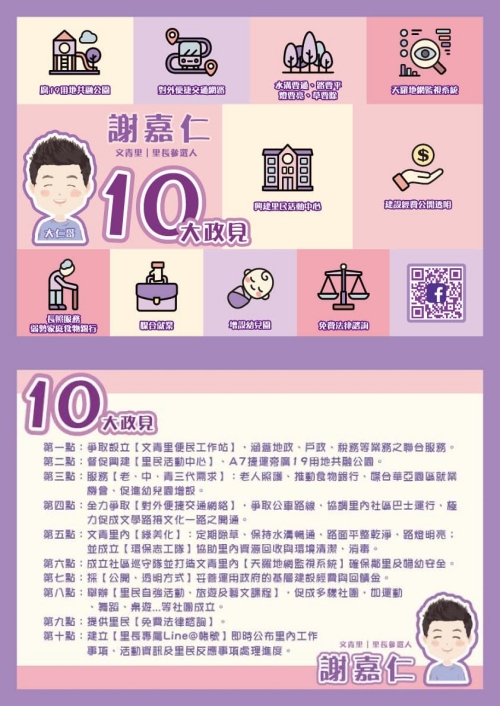 廣19用地共融公園
對外便捷交通網路
水溝要通、路要平
燈要亮、草要除
天羅地網監視系統
謝嘉仁
文青里|里長參選人
大仁哥
10大政見
興建里民活動中心
建設經費公開透明
長照服務
弱勢家庭食物銀行
聯合就業
增設幼兒園
免費法律諮詢
10大政見
第一點:爭取設立【文青里便民工作站】,涵蓋地政、戶政、稅務等業務之聯合服務。
第二點:督促興建【里民活動中心】、A7捷運旁廣19用地共融公園。
第三點:服務【老、中、青三代需求】:老人照護、推動食物銀行、聯合華亞園區就業
機會、促進幼兒園增設。
第四點:全力爭取【對外便捷交通網絡】,爭取公車路線、協調里內社區巴士運行、極
力促成文學路接文化一路之開通。
第五點:文青里內【綠美化】:定期除草、保持水溝暢通、路面平整乾淨、路燈明亮;
並成立【環保志工隊】協助里內資源回收與環境清潔、消毒。
第六點:成立社區巡守隊並打造文青里內【天羅地網監視系統】確保鄰里及婦幼安全。
第七點:採【公開、透明方式】妥善運用政府的基層建設經費與回饋金。
第八點:舉辦【里民自強活動、旅遊及藝文課程】,促成多樣社團,如運動
、舞蹈、桌遊...等社團成立。
第九點:提供里民【免費法律諮詢】。
第十點:建立【里長專屬Line@帳號】即時公布里內工作
事項、活動資訊及里民反應事項處理進度。
文青里|里長參選人
謝嘉仁